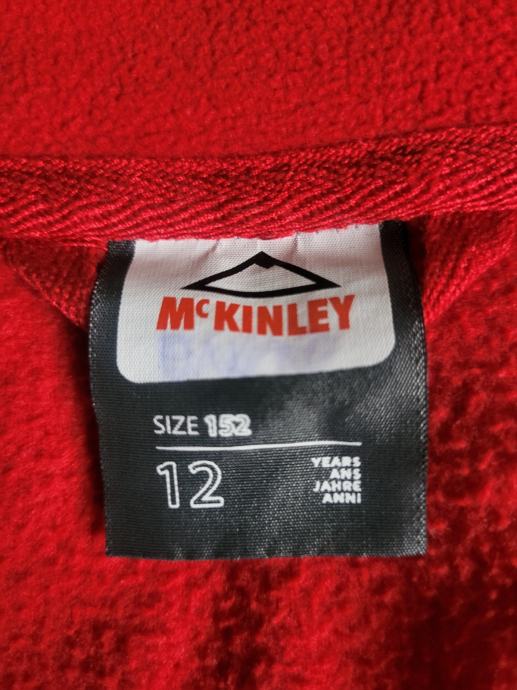 McKINLEY
SIZE 152
12
YEARS
ANS
JAHRE
ANNI